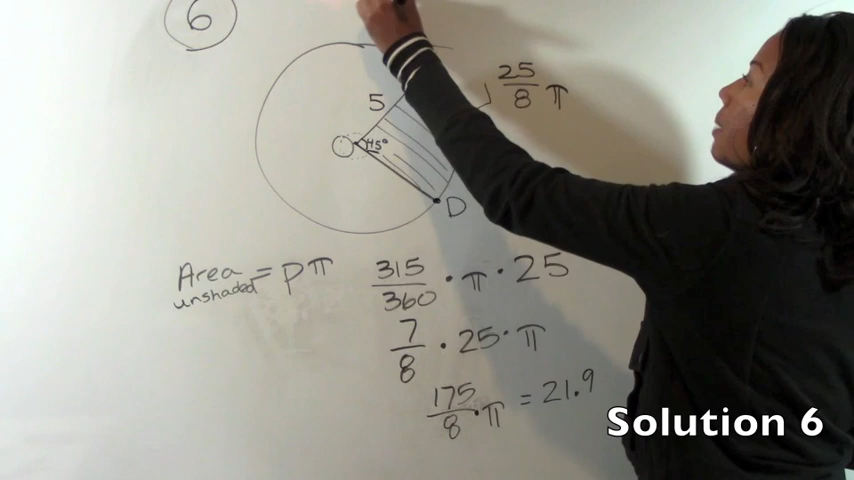 6
25/8 π
5
45°
O
D
Area unshaded = pπ
315/360 · π · 25
7/8 · 25 · π
175/8 · π = 21.9
Solution 6